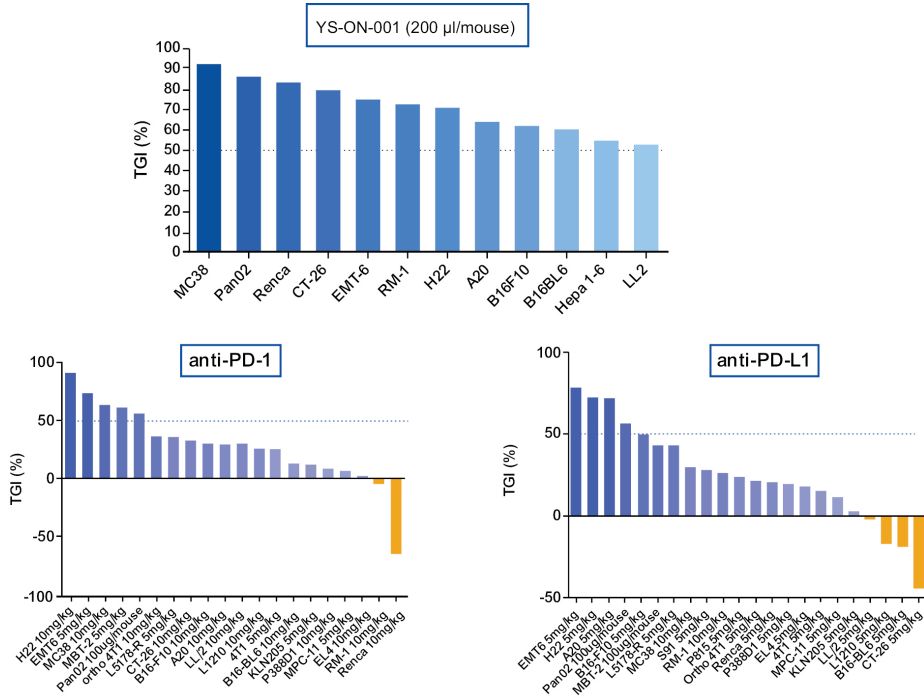 YS-ON-001 (200 µl/mouse)
TGI (%)
100
90
80
70
60
50
40
30
20
10
0
MC38
Pan02
Renca
CT-26
EMT-6
RM-1
H22
A20
B16F10
B16BL6
Hepa 1-6
LL2
anti-PD-1
TGI (%)
100
50
0
-50
-100
H22 10mg/kg
EMT6 5mg/kg
MC38 10mg/kg
MBT-2 5mg/kg
Pan02 100ug/mouse
ortho 4T1 10mg/kg
L5178-R 5mg/kg
CT-26 10mg/kg
B16-F10 10mg/kg
A20 10mg/kg
LL/2 10mg/kg
L1210 10mg/kg
4T1 5mg/kg
B16-BL6 10mg/kg
KLN205 5mg/kg
P388D1 10mg/kg
MPC-11 5mg/kg
EL4 10mg/kg
RM-1 10mg/kg
Renca 10mg/kg
anti-PD-L1
TGI (%)
100
50
0
-50
EMT6 5mg/kg
H22 5mg/kg
A20 5mg/kg
Pan02 100ug/mouse
B16-F10 5mg/kg
MBT-2 100ug/mouse
L5178-R 5mg/kg
MC38 10mg/kg
S91 5mg/kg
RM-1 10mg/kg
P815 5mg/kg
Ortho 4T1 5mg/kg
Renca 5mg/kg
P388D1 5mg/kg
EL4 5mg/kg
4T1 5mg/kg
MPC-11 5mg/kg
KLN205 5mg/kg
LL/2 5mg/kg
L1210 5mg/kg
B16-BL6 5mg/kg
CT-26 5mg/kg